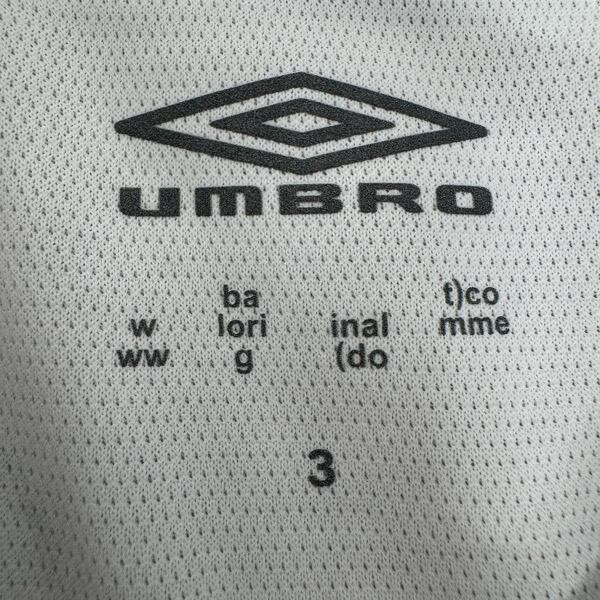 UMBRO
ba t)co
w lori inal mme
ww g (do
3